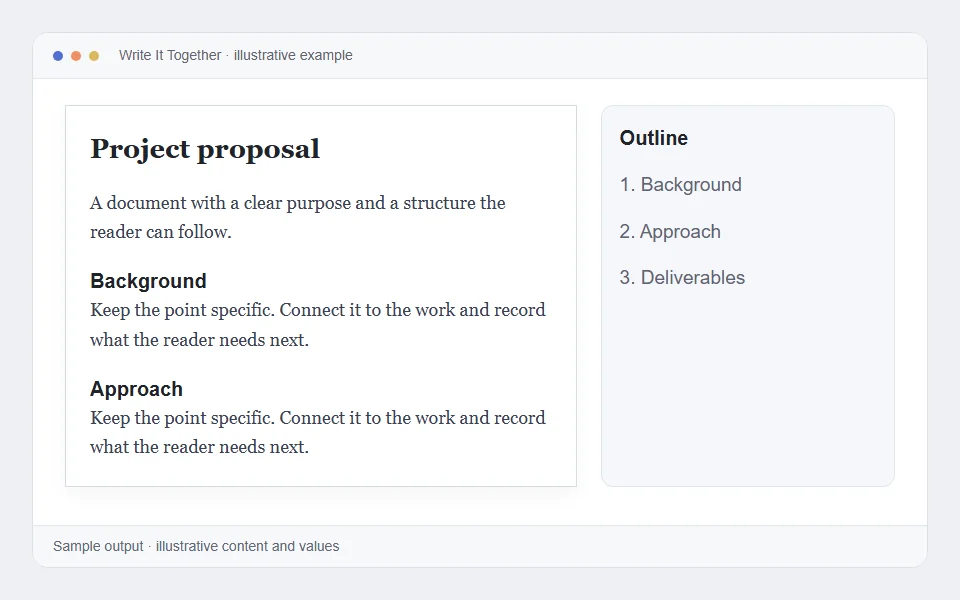 Write It Together · illustrative example
Project proposal
A document with a clear purpose and a structure the
reader can follow.
Background
Keep the point specific. Connect it to the work and record
what the reader needs next.
Approach
Keep the point specific. Connect it to the work and record
what the reader needs next.
Outline
1. Background
2. Approach
3. Deliverables
Sample output · illustrative content and values